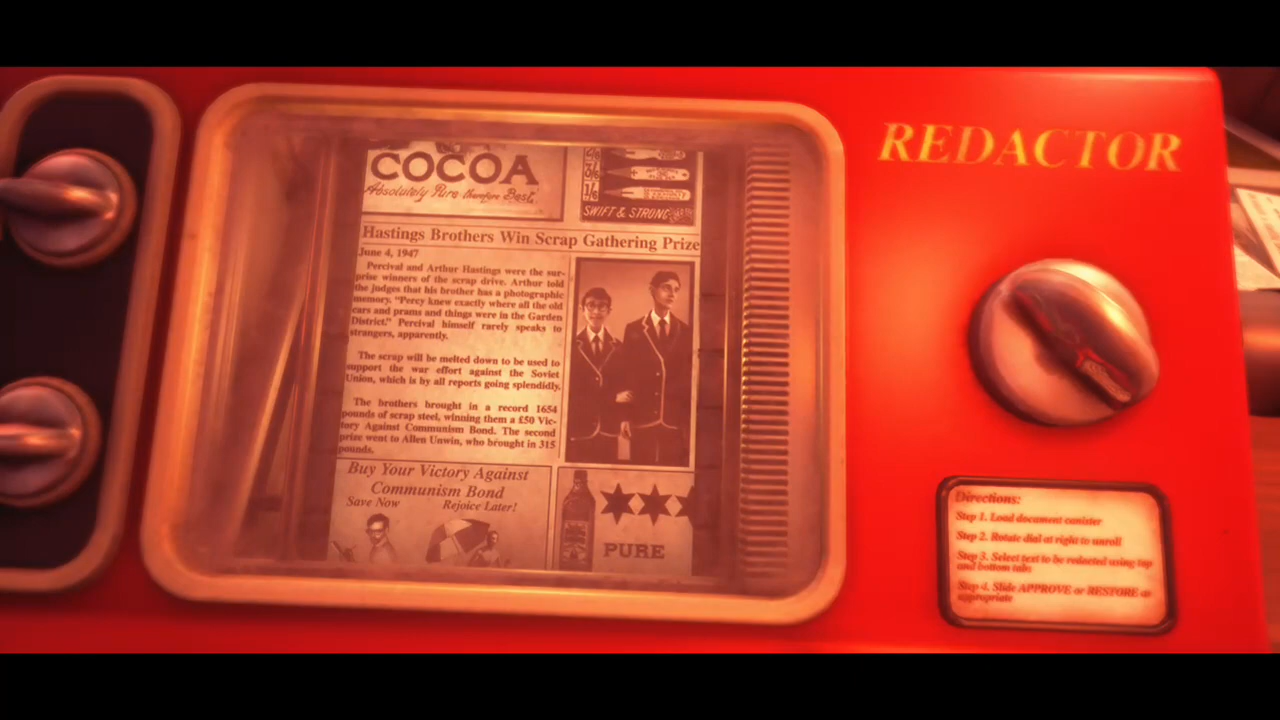 COCOA
Absolutely Pure therefore Best.
2/6
3/6
1/6
SWIFT & STRONG
Hastings Brothers Win Scrap Gathering Prize
June 4, 1947
Percival and Arthur Hastings were the sur-
prise winners of the scrap drive. Arthur told
the judges that his brother has a photographic
memory. "Percy knew exactly where all the old
cars and prams and things were in the Garden
District." Percival himself rarely speaks to
strangers, apparently.
The scrap will be melted down to be used to
support the war effort against the Soviet
Union, which is by all reports going splendidly.
The brothers brought in a record 1654
pounds of scrap steel, winning them a £50 Vic-
tory Against Communism Bond. The second
prize went to Allen Unwin, who brought in 315
pounds.
Buy Your Victory Against
Communism Bond
Save Now Rejoice Later!
PURE
REDACTOR
Directions:
Step 1. Load document canister
Step 2. Rotate dial at right to unroll
Step 3. Select text to be redacted using top
and bottom tabs
Step 4. Slide APPROVE or RESTORE as
appropriate